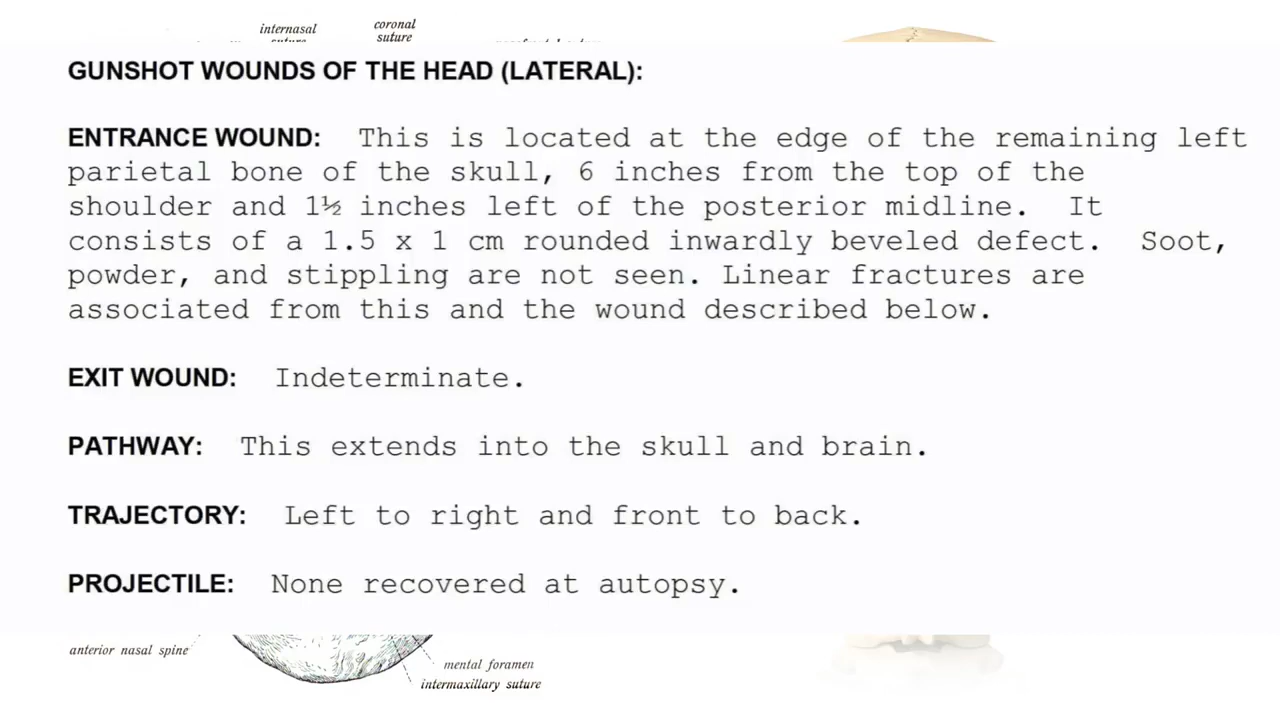 internasal
suture
coronal
suture
GUNSHOT WOUNDS OF THE HEAD (LATERAL):
ENTRANCE WOUND: This is located at the edge of the remaining left
parietal bone of the skull, 6 inches from the top of the
shoulder and 1½ inches left of the posterior midline. It
consists of a 1.5 x 1 cm rounded inwardly beveled defect. Soot,
powder, and stippling are not seen. Linear fractures are
associated from this and the wound described below.
EXIT WOUND: Indeterminate.
PATHWAY: This extends into the skull and brain.
TRAJECTORY: Left to right and front to back.
PROJECTILE: None recovered at autopsy.
anterior nasal spine
mental foramen
intermaxillary suture